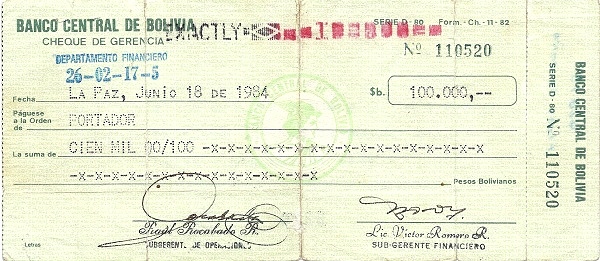 BANCO CENTRAL DE BOLIVIA
EXACTLY
SERIE D - 80 Form. - Ch. - 11 - 82
CHEQUE DE GERENCIA
Nº 110520
DEPARTAMENTO FINANCIERO
26-02-17-5
Fecha LA PAZ, JUNIO 18 DE 1984 $b. 100.000,--
Páguese a la Orden de PORTADOR
La suma de CIEN MIL 00/100 -x-x-x-x-x-x-x-x-x-x-x-x-x-x-x-x-x
-x-x-x-x-x-x-x-x-x-x-x-x-x-x-x Pesos Bolivianos
Raúl Rocabado R. Lic Victor Romero R.
SUBGERENTE DE OPERACIONES SUB-GERENTE FINANCIERO
Letras
BANCO CENTRAL DE BOLIVIA
SERIE D - 80 Nº 110520